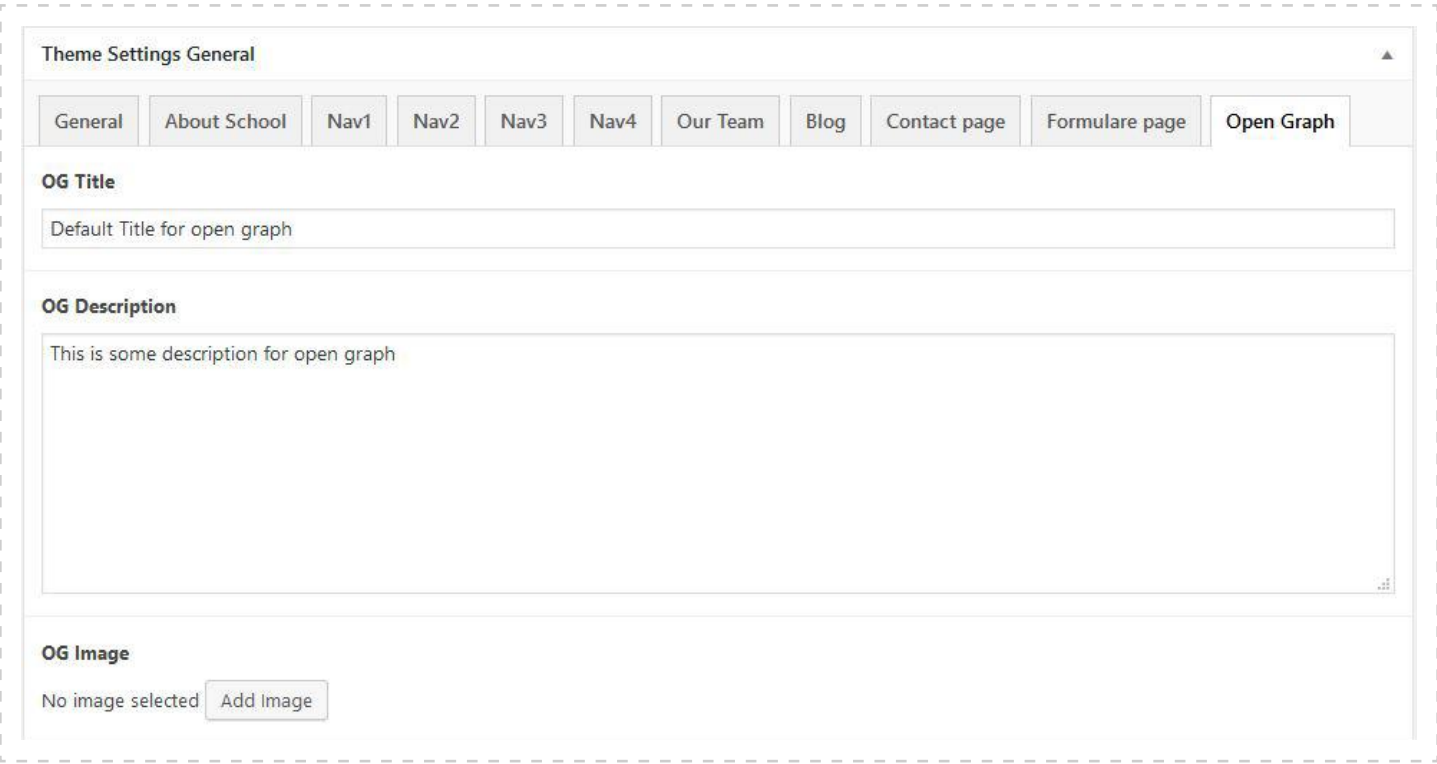 Theme Settings General
General About School Nav1 Nav2 Nav3 Nav4 Our Team Blog Contact page Formulare page Open Graph
OG Title
Default Title for open graph
OG Description
This is some description for open graph
OG Image
No image selected Add Image